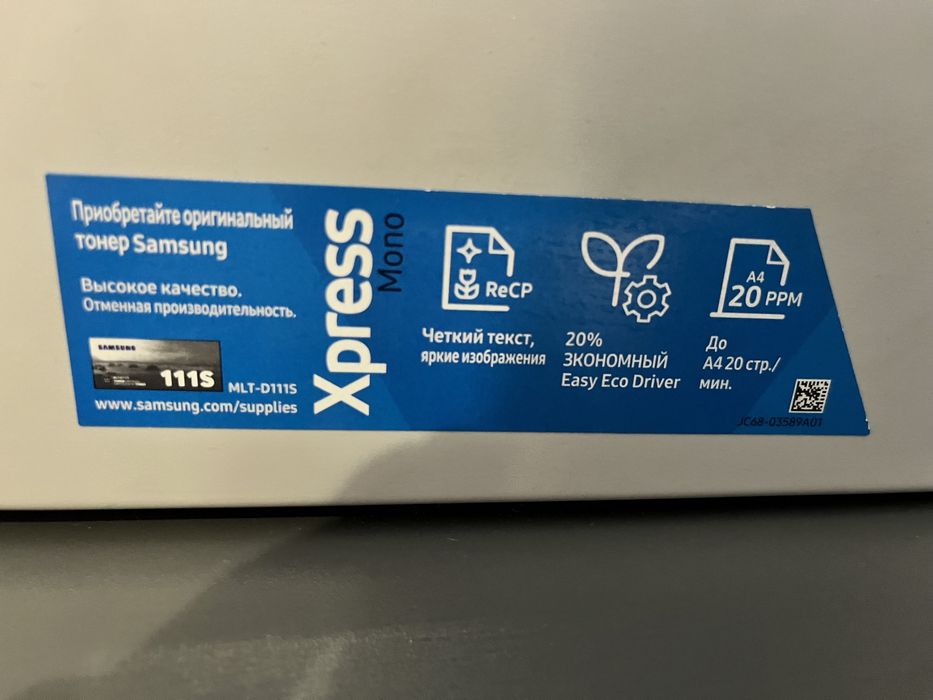 Приобретайте оригинальный
тонер Samsung
Высокое качество.
Отменная производительность.
SAMSUNG
111S
MLT-D111S
www.samsung.com/supplies
Xpress
Mono
ReCP
Четкий текст,
яркие изображения
20%
ЗКОНОМНЫЙ
Easy Eco Driver
A4
20 PPM
До
A4 20 стр./
мин.
JC68-03589A01